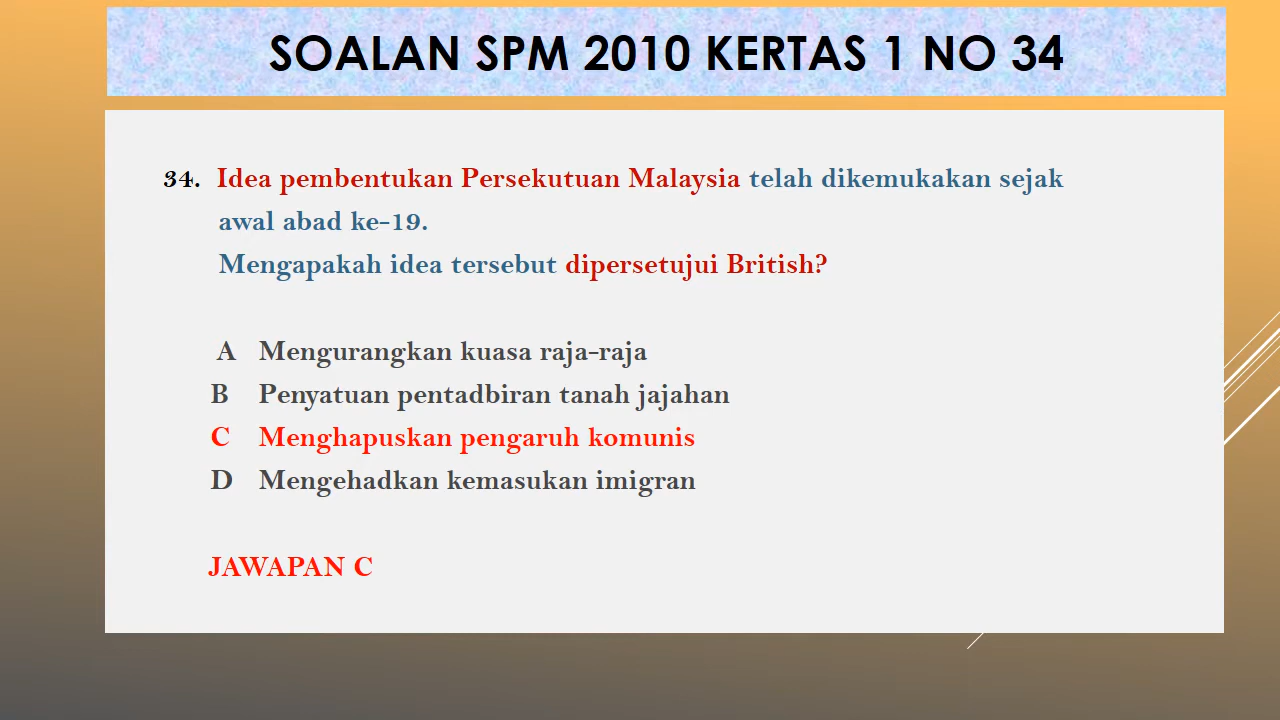 SOALAN SPM 2010 KERTAS 1 NO 34
34. Idea pembentukan Persekutuan Malaysia telah dikemukakan sejak
awal abad ke-19.
Mengapakah idea tersebut dipersetujui British?
A Mengurangkan kuasa raja-raja
B Penyatuan pentadbiran tanah jajahan
C Menghapuskan pengaruh komunis
D Mengehadkan kemasukan imigran
JAWAPAN C